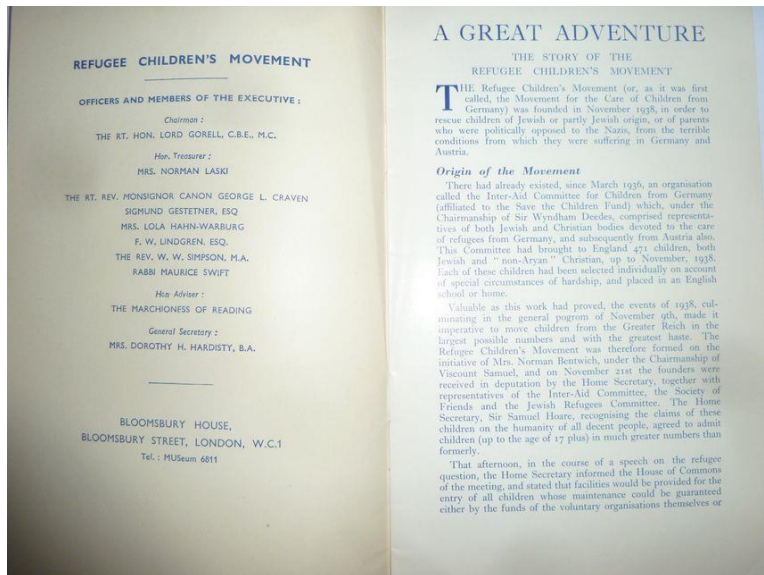 REFUGEE CHILDREN'S MOVEMENT
OFFICERS AND MEMBERS OF THE EXECUTIVE :
Chairman :
THE RT. HON. LORD GORELL, C.B.E., M.C.
Hon. Treasurer :
MRS. NORMAN LASKI
THE RT. REV. MONSIGNOR CANON GEORGE L. CRAVEN
SIGMUND GESTETNER, ESQ
MRS. LOLA HAHN-WARBURG
F. W. LINDGREN, ESQ.
THE REV. W. W. SIMPSON, M.A.
RABBI MAURICE SWIFT
Hon Adviser :
THE MARCHIONESS OF READING
General Secretary :
MRS. DOROTHY H. HARDISTY, B.A.
BLOOMSBURY HOUSE,
BLOOMSBURY STREET, LONDON, W.C.1
Tel. : MUSeum 6811
A GREAT ADVENTURE
THE STORY OF THE
REFUGEE CHILDREN'S MOVEMENT
THE Refugee Children's Movement (or, as it was first
called, the Movement for the Care of Children from
Germany) was founded in November 1938, in order to
rescue children of Jewish or partly Jewish origin, or of parents
who were politically opposed to the Nazis, from the terrible
conditions from which they were suffering in Germany and
Austria.
Origin of the Movement
There had already existed, since March 1936, an organisation
called the Inter-Aid Committee for Children from Germany
(affiliated to the Save the Children Fund) which, under the
Chairmanship of Sir Wyndham Deedes, comprised representa-
tives of both Jewish and Christian bodies devoted to the care
of refugees from Germany, and subsequently from Austria also.
This Committee had brought to England 471 children, both
Jewish and " non-Aryan " Christian, up to November, 1938.
Each of these children had been selected individually on account
of special circumstances of hardship, and placed in an English
school or home.
Valuable as this work had proved, the events of 1938, cul-
minating in the general pogrom of November 9th, made it
imperative to move children from the Greater Reich in the
largest possible numbers and with the greatest haste. The
Refugee Children's Movement was therefore formed on the
initiative of Mrs. Norman Bentwich, under the Chairmanship of
Viscount Samuel, and on November 21st the founders were
received in deputation by the Home Secretary, together with
representatives of the Inter-Aid Committee, the Society of
Friends and the Jewish Refugees Committee. The Home
Secretary, Sir Samuel Hoare, recognising the claims of these
children on the humanity of all decent people, agreed to admit
children (up to the age of 17 plus) in much greater numbers than
formerly.
That afternoon, in the course of a speech on the refugee
question, the Home Secretary informed the House of Commons
of the meeting, and stated that facilities would be provided for the
entry of all children whose maintenance could be guaranteed
either by the funds of the voluntary organisations themselves or